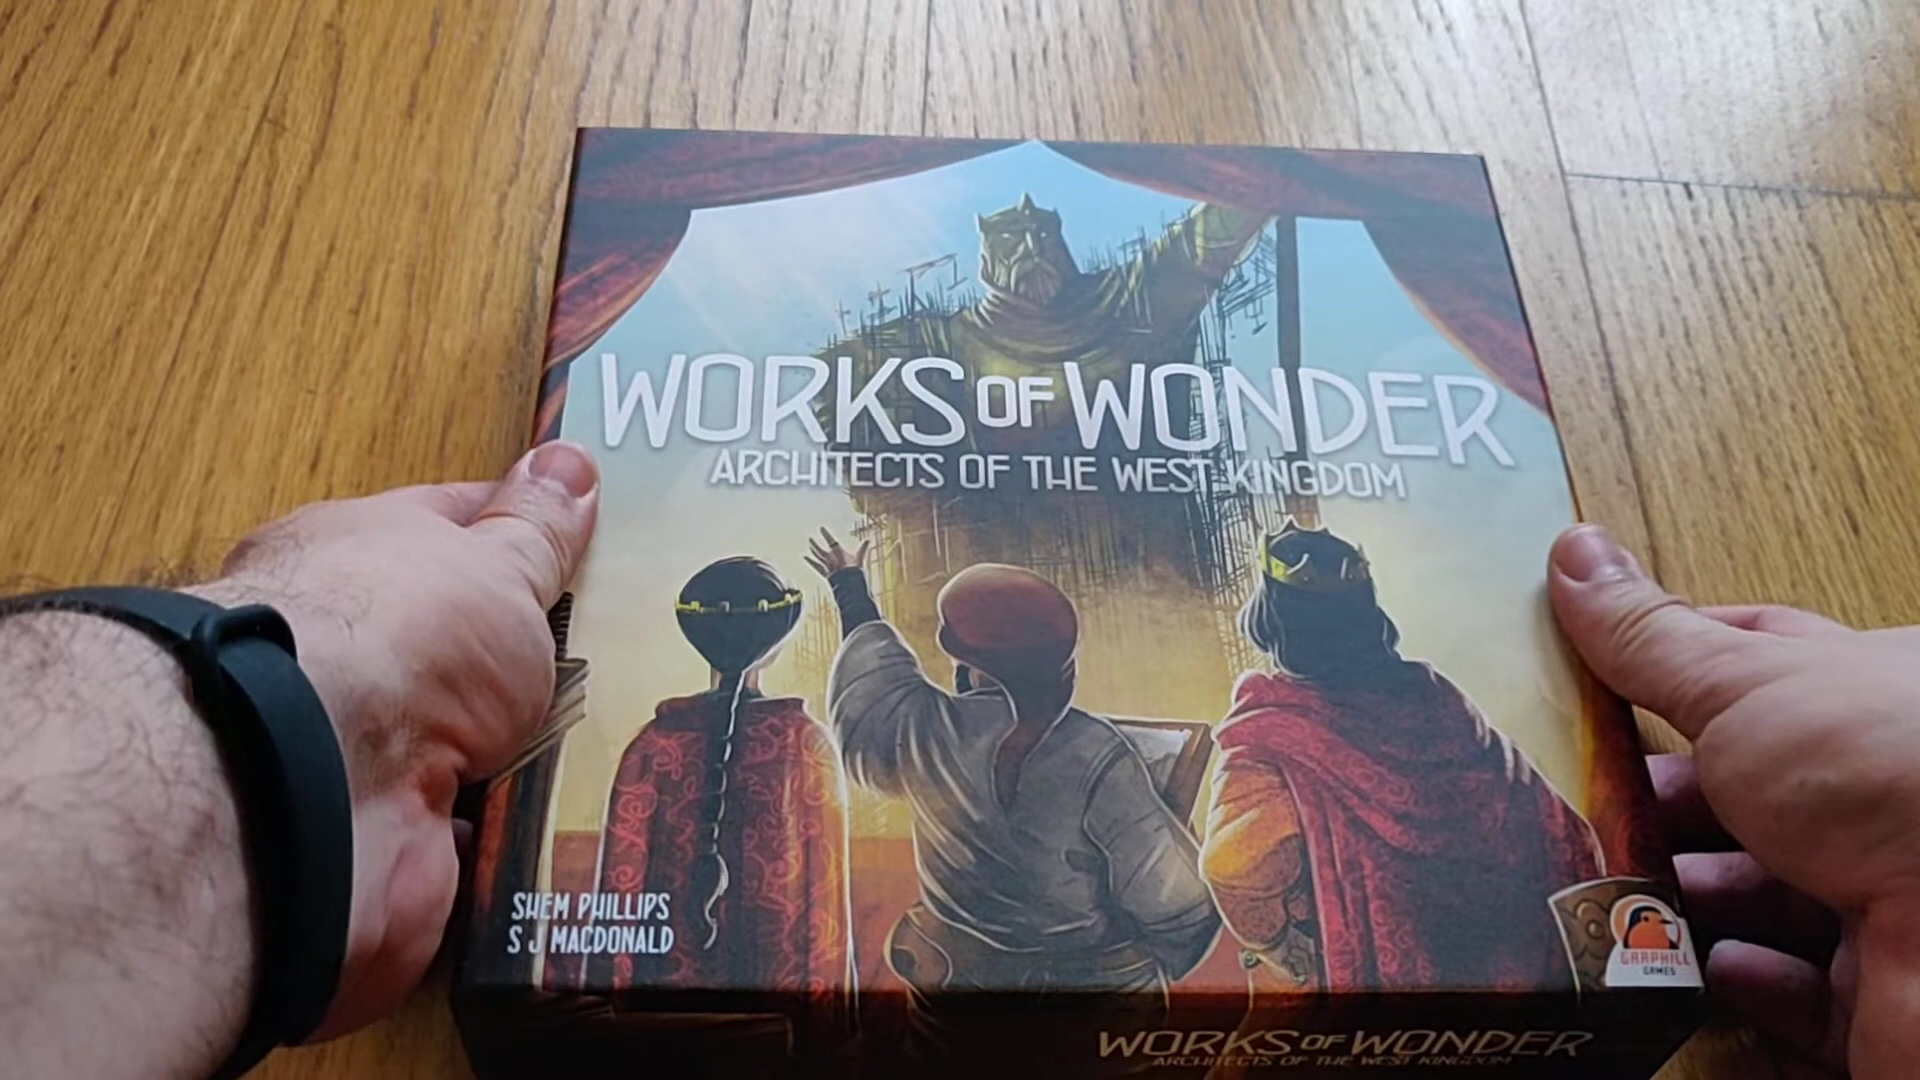 WORKS OF WONDER
ARCHITECTS OF THE WEST KINGDOM
SHEM PHILLIPS
S J MACDONALD
GARPHILL
GAMES
WORKS OF WONDER
ARCHITECTS OF THE WEST KINGDOM